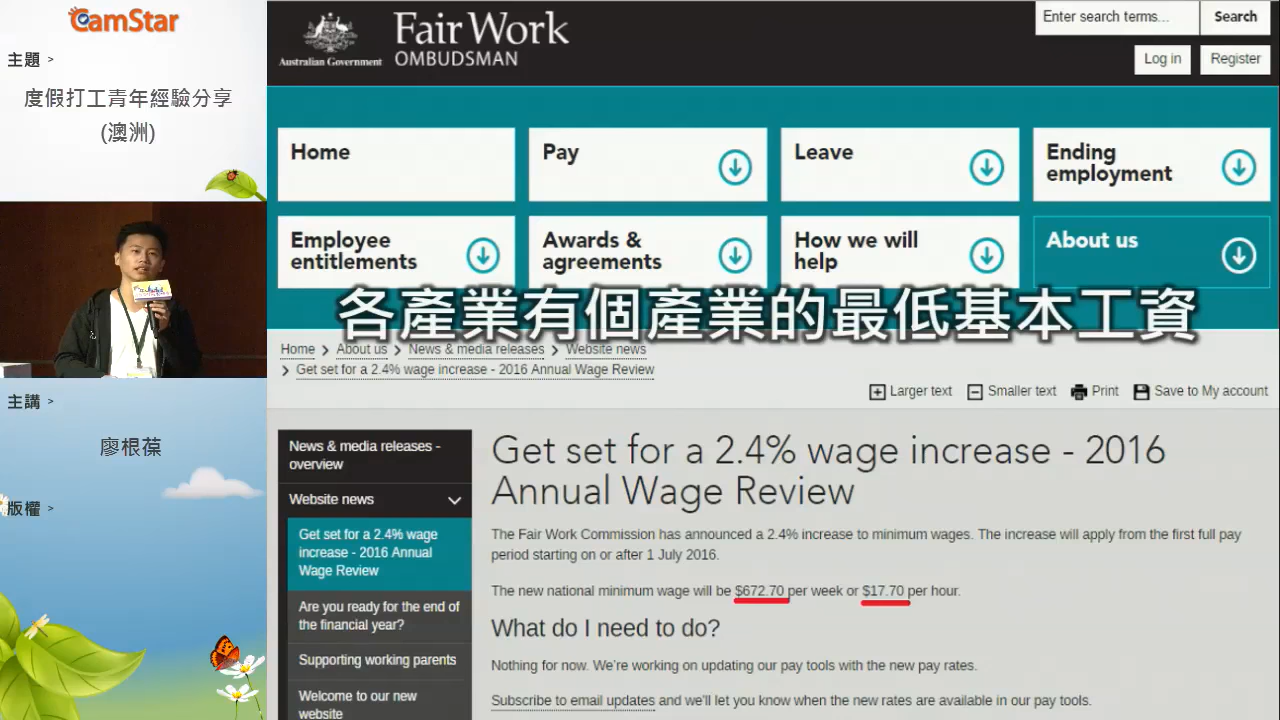 CamStar
主題 >
度假打工青年經驗分享
(澳洲)
主講 >
廖根葆
版權 >
Australian Government
Fair Work
OMBUDSMAN
Enter search terms...
Search
Log in
Register
Home
Pay
Leave
Ending
employment
Employee
entitlements
Awards &
agreements
How we will
help
About us
各產業有個產業的最低基本工資
Home > About us > News & media releases > Website news
> Get set for a 2.4% wage increase - 2016 Annual Wage Review
Larger text
Smaller text
Print
Save to My account
News & media releases -
overview
Website news
Get set for a 2.4% wage
increase - 2016 Annual
Wage Review
Are you ready for the end of
the financial year?
Supporting working parents
Welcome to our new
website
Get set for a 2.4% wage increase - 2016
Annual Wage Review
The Fair Work Commission has announced a 2.4% increase to minimum wages. The increase will apply from the first full pay
period starting on or after 1 July 2016.
The new national minimum wage will be $672.70 per week or $17.70 per hour.
What do I need to do?
Nothing for now. We're working on updating our pay tools with the new pay rates.
Subscribe to email updates and we'll let you know when the new rates are available in our pay tools.